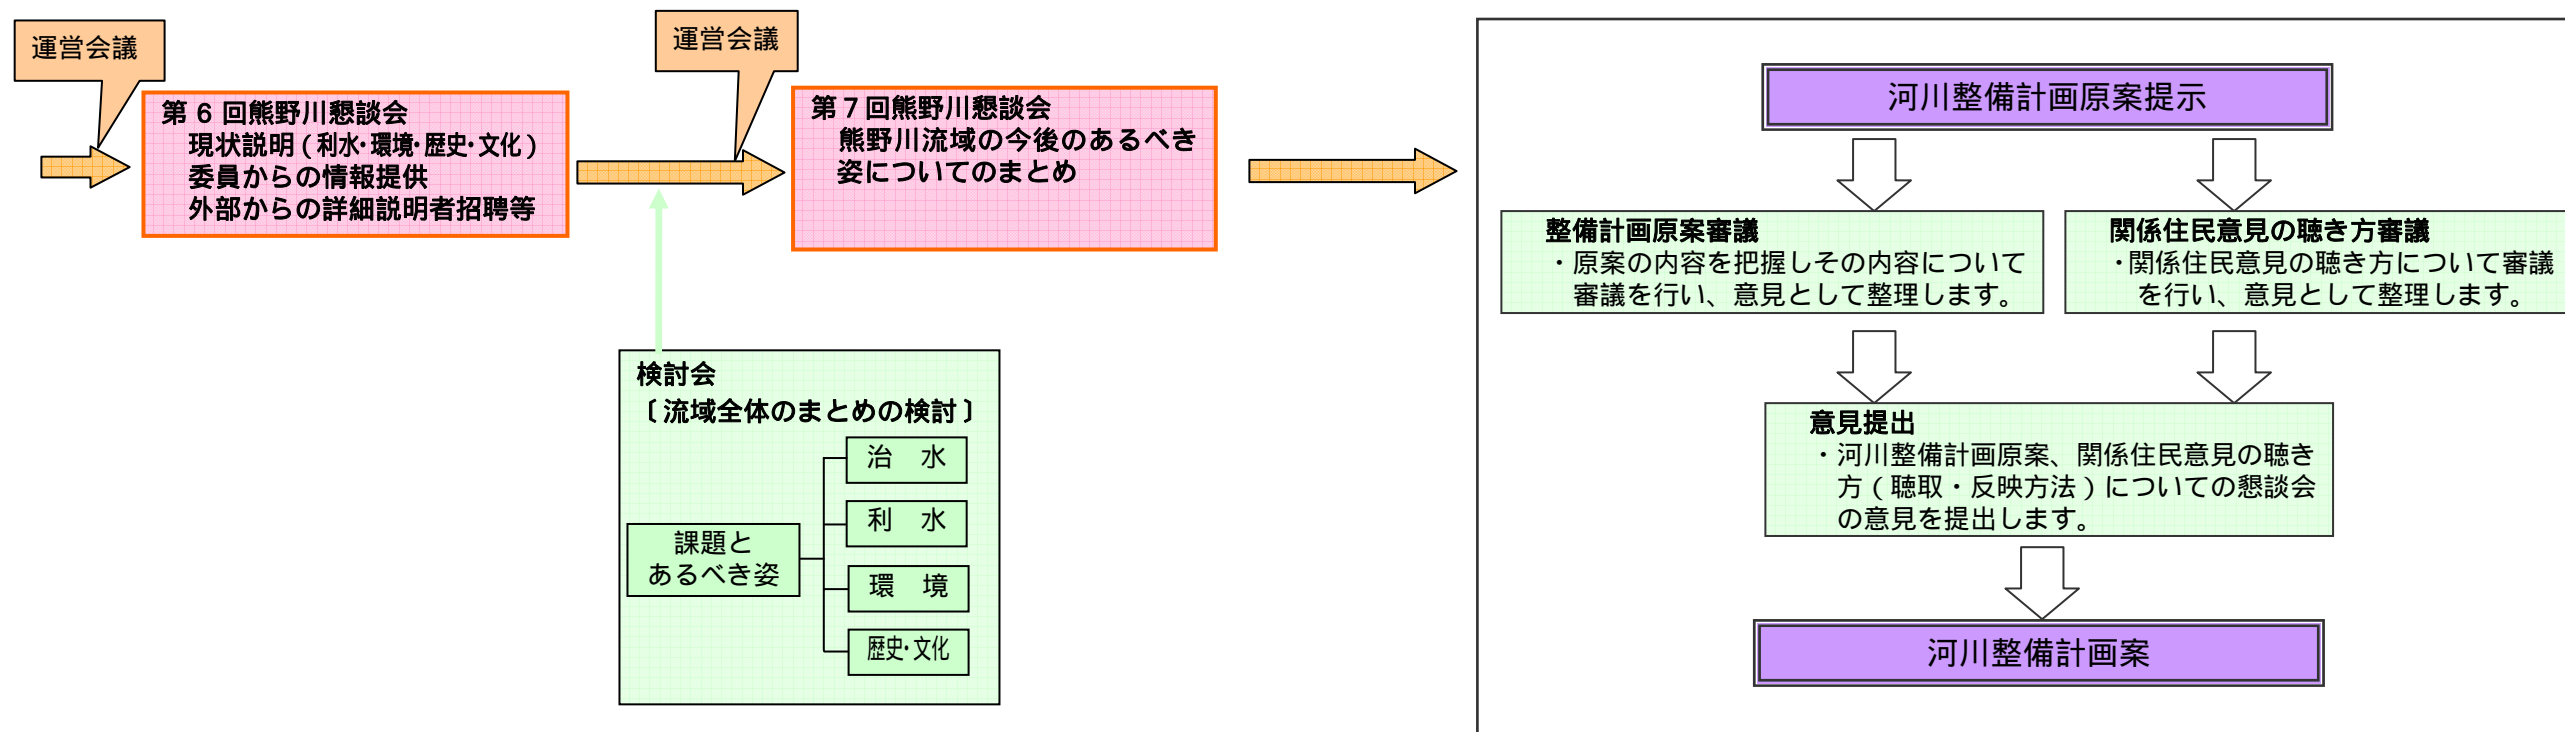 運営会議
第６回熊野川懇談会
現状説明（利水・環境・歴史・文化）
委員からの情報提供
外部からの詳細説明者招聘等
運営会議
第７回熊野川懇談会
熊野川流域の今後のあるべき
姿についてのまとめ
検討会
〔流域全体のまとめの検討〕
課題と
あるべき姿
治　水
利　水
環　境
歴史・文化
河川整備計画原案提示
整備計画原案審議
・原案の内容を把握しその内容について
審議を行い、意見として整理します。
関係住民意見の聴き方審議
・関係住民意見の聴き方について審議
を行い、意見として整理します。
意見提出
・河川整備計画原案、関係住民意見の聴き
方（聴取・反映方法）についての懇談会
の意見を提出します。
河川整備計画案